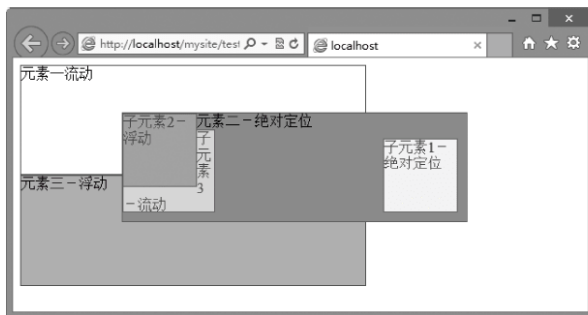 http://localhost/mysite/test
localhost
元素一流动
子元素2－
浮动
元素二－绝对定位
子
元
素
3
－流动
子元素1－
绝对定位
元素三－浮动